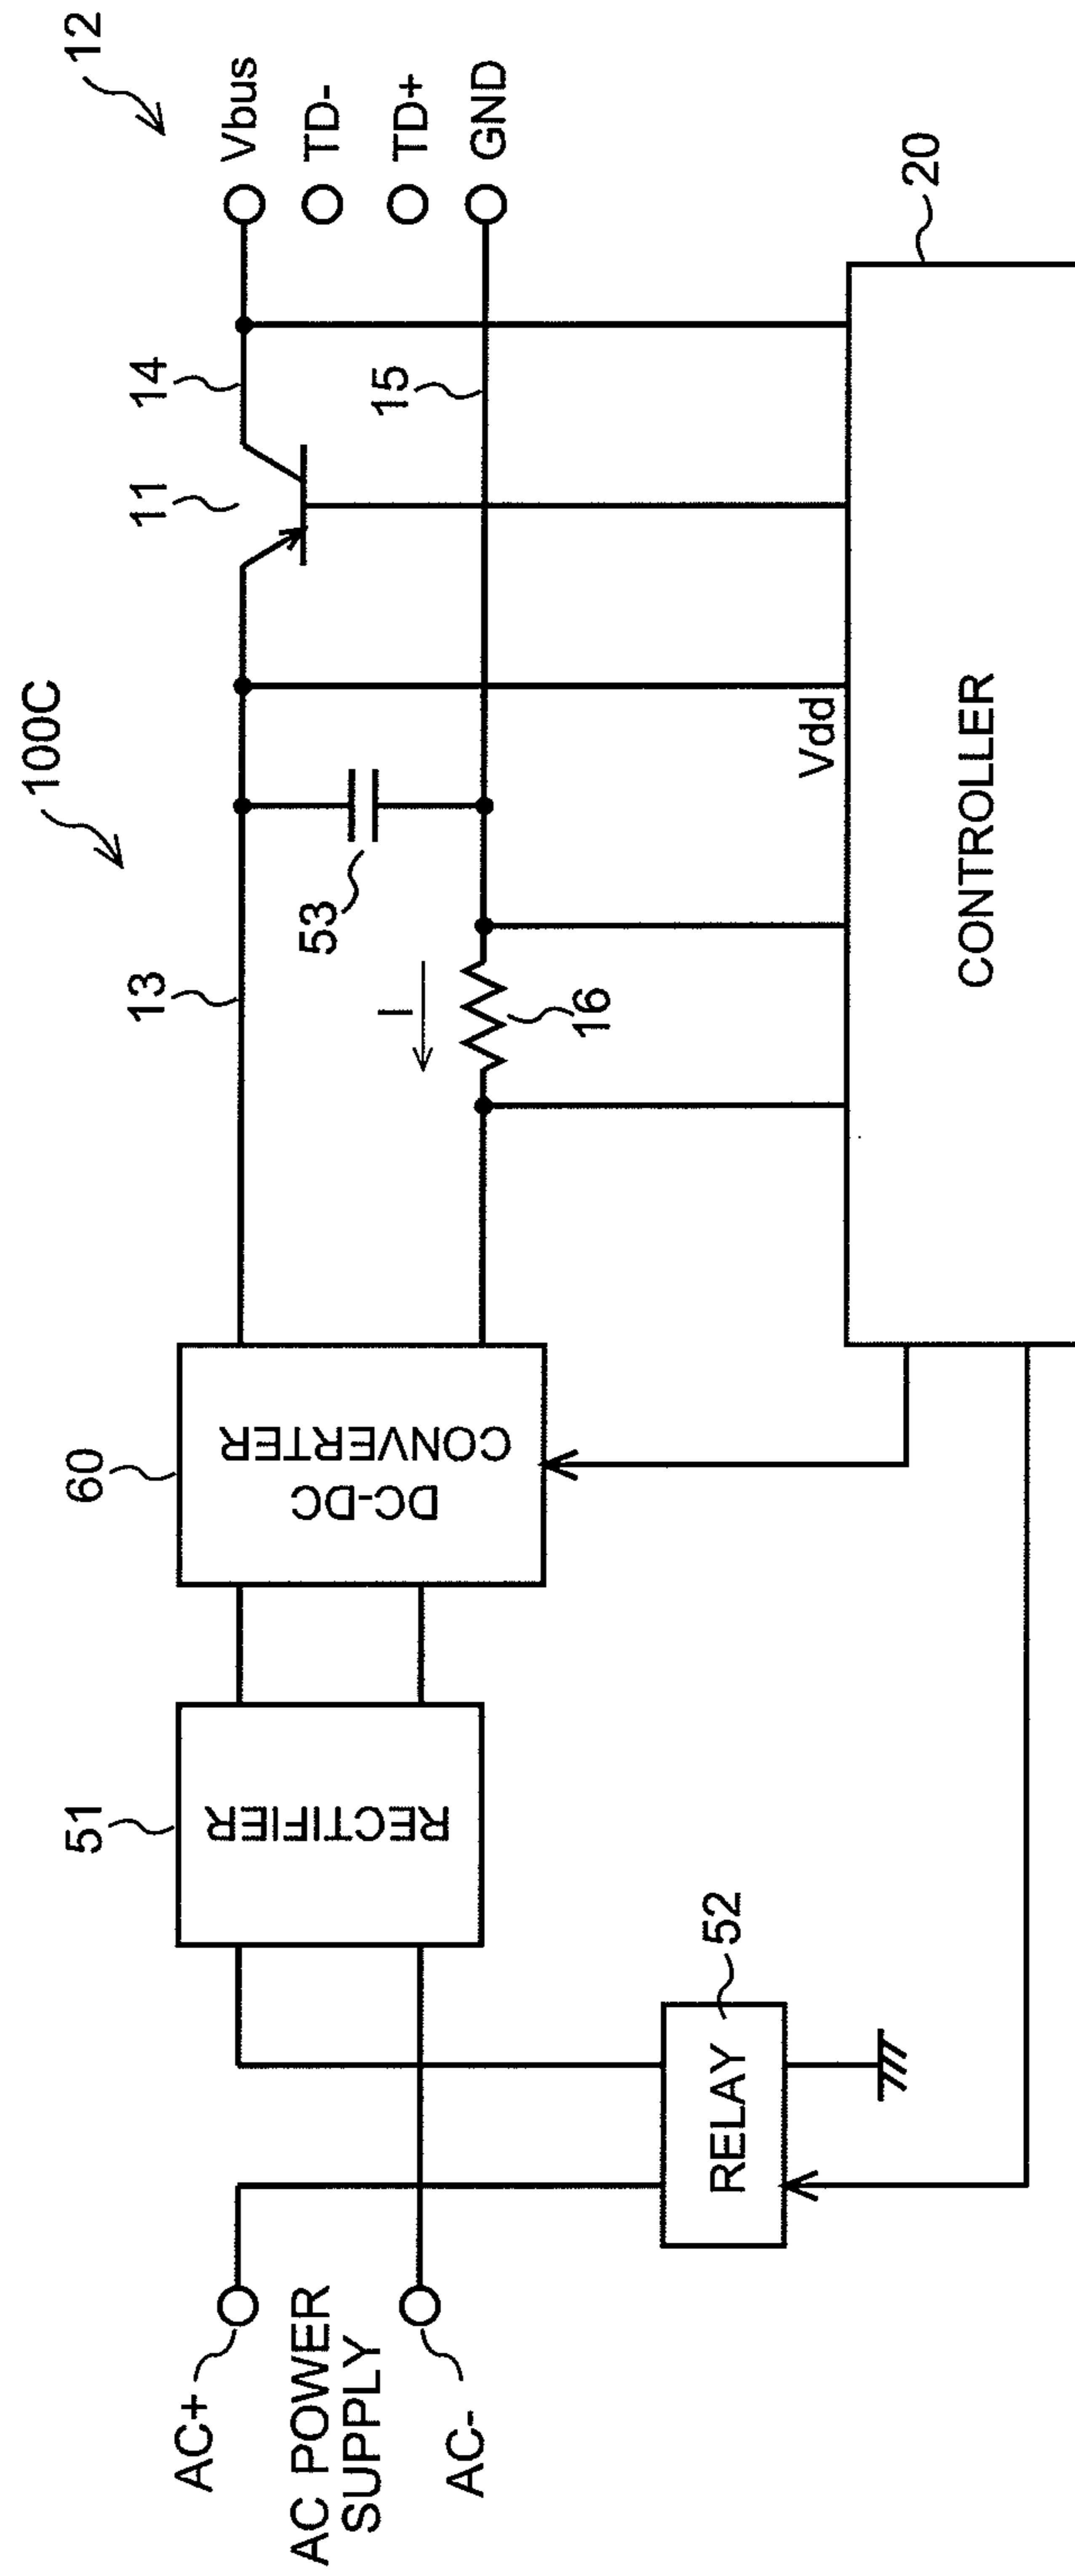 100C
12
AC+
AC POWER
SUPPLY
AC-
51
RECTIFIER
60
DC-DC
CONVERTER
13
I
16
53
11
14
15
Vbus
TD-
TD+
GND
52
RELAY
Vdd
CONTROLLER
20